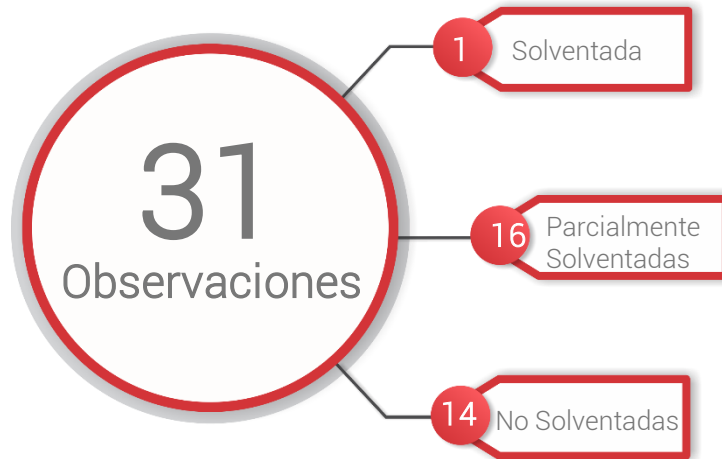 31
Observaciones
1
Solventada
16
Parcialmente
Solventadas
14
No Solventadas